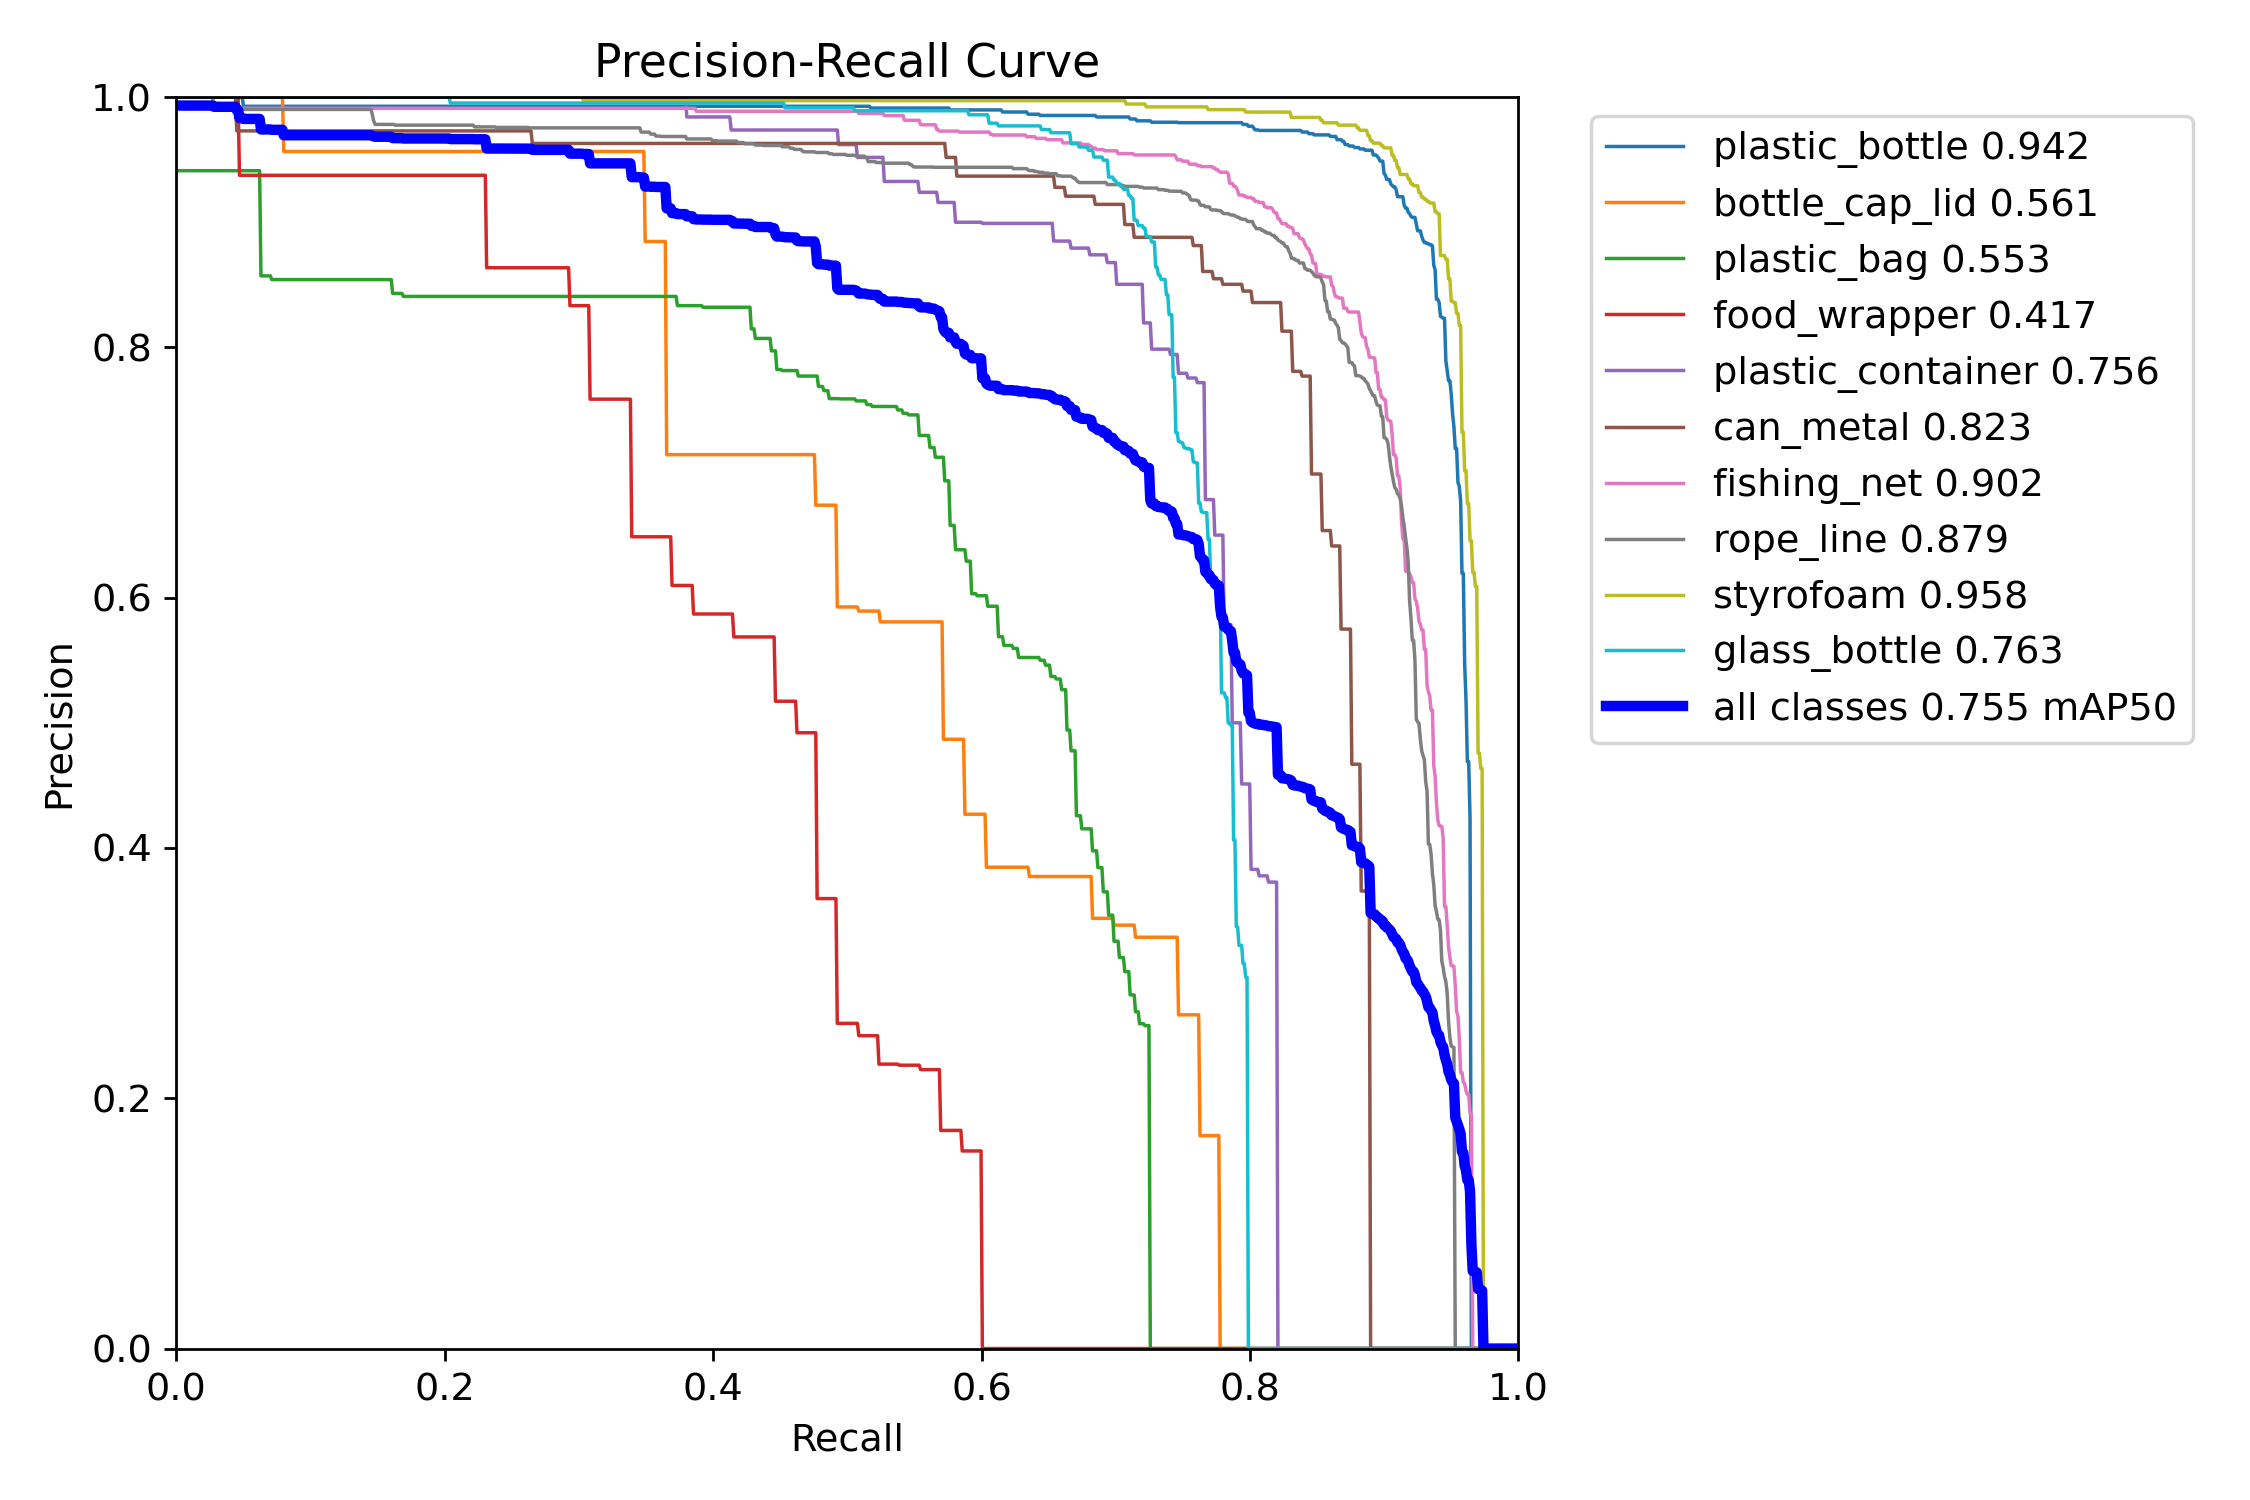 Precision-Recall Curve
1.0
0.8
0.6
0.4
0.2
0.0
Precision
0.0 0.2 0.4 0.6 0.8 1.0
Recall
plastic_bottle 0.942
bottle_cap_lid 0.561
plastic_bag 0.553
food_wrapper 0.417
plastic_container 0.756
can_metal 0.823
fishing_net 0.902
rope_line 0.879
styrofoam 0.958
glass_bottle 0.763
all classes 0.755 mAP50